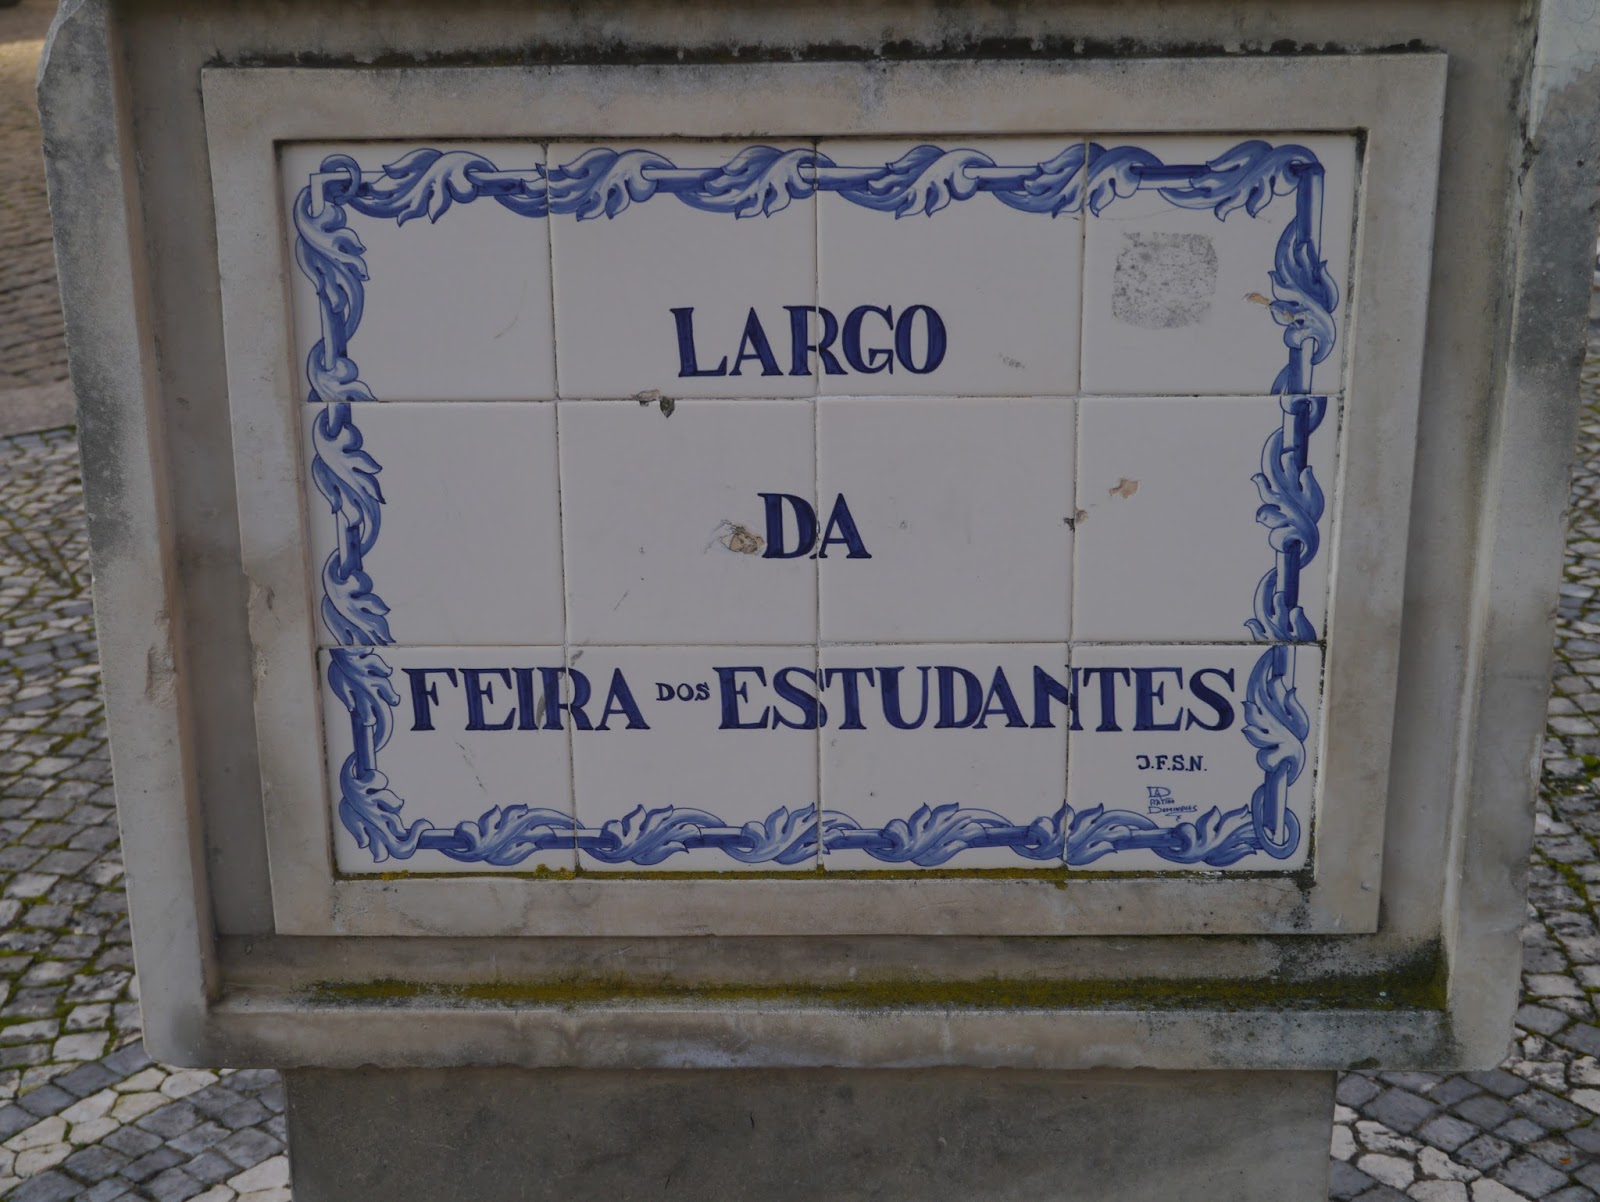 LARGO
DA
FEIRA DOS ESTUDANTES
J.F.S.N.